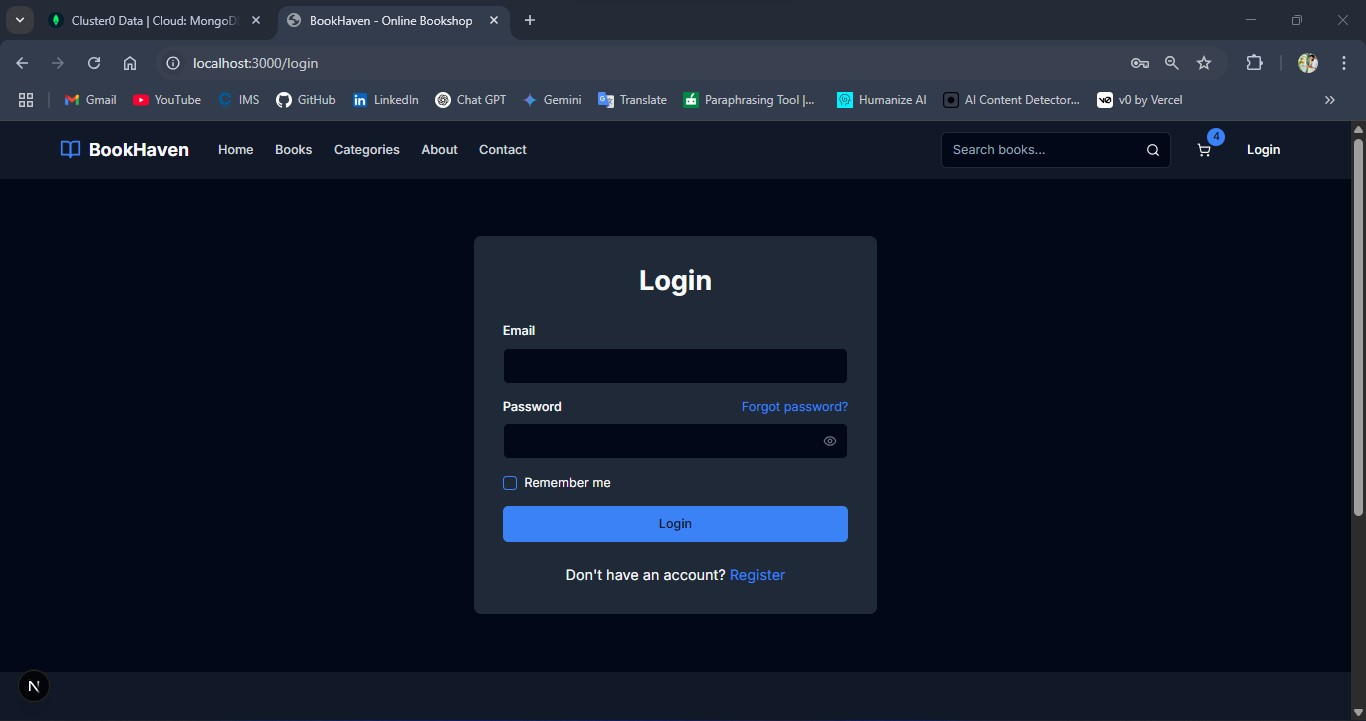 Cluster0 Data | Cloud: MongoD
BookHaven - Online Bookshop
localhost:3000/login
Gmail
YouTube
IMS
GitHub
LinkedIn
Chat GPT
Gemini
Translate
Paraphrasing Tool |...
Humanize AI
AI Content Detector...
v0 by Vercel
BookHaven
Home
Books
Categories
About
Contact
Search books...
4
Login
Login
Email
Password
Forgot password?
Remember me
Login
Don't have an account? Register
N